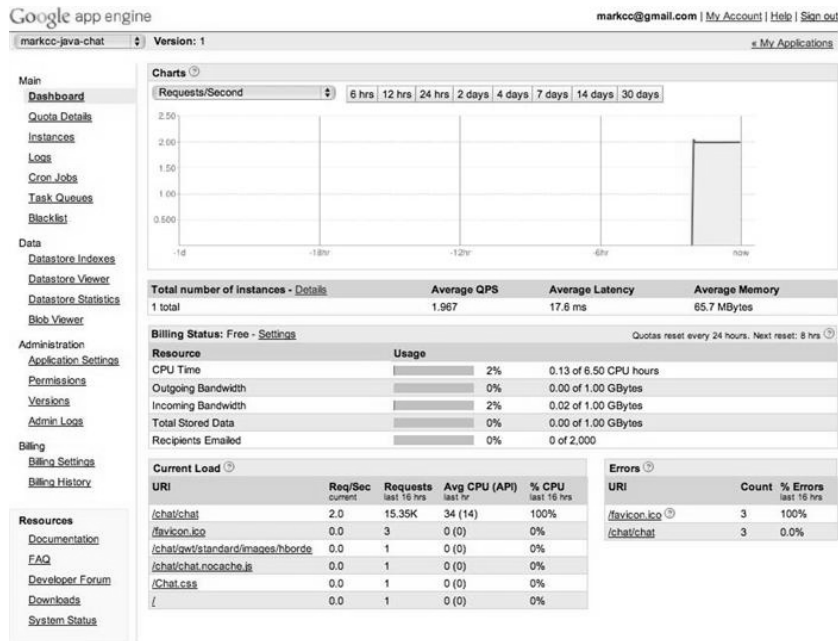 Google app engine
markcc@gmail.com | My Account | Help | Sign out
markcc-java-chat Version: 1
« My Applications
Main
Dashboard
Quota Details
Instances
Logs
Cron Jobs
Task Queues
Blacklist
Data
Datastore Indexes
Datastore Viewer
Datastore Statistics
Blob Viewer
Administration
Application Settings
Permissions
Versions
Admin Logs
Billing
Billing Settings
Billing History
Resources
Documentation
FAQ
Developer Forum
Downloads
System Status
Charts ?
Requests/Second 6 hrs 12 hrs 24 hrs 2 days 4 days 7 days 14 days 30 days
2.50
2.00
1.50
1.00
0.500
-1d -18hr -12hr -6hr now
Total number of instances - Details Average QPS Average Latency Average Memory
1 total 1.967 17.6 ms 65.7 MBytes
Billing Status: Free - Settings Quotas reset every 24 hours. Next reset: 8 hrs ?
Resource Usage
CPU Time 2% 0.13 of 6.50 CPU hours
Outgoing Bandwidth 0% 0.00 of 1.00 GBytes
Incoming Bandwidth 2% 0.02 of 1.00 GBytes
Total Stored Data 0% 0.00 of 1.00 GBytes
Recipients Emailed 0% 0 of 2,000
Current Load ?
URI Req/Sec Requests Avg CPU (API) % CPU
current last 16 hrs last hr last 16 hrs
/chat/chat 2.0 15.35K 34 (14) 100%
/favicon.ico 0.0 3 0 (0) 0%
/chat/gwt/standard/images/hborde 0.0 1 0 (0) 0%
/chat/chat.nocache.js 0.0 1 0 (0) 0%
/Chat.css 0.0 1 0 (0) 0%
/ 0.0 1 0 (0) 0%
Errors ?
URI Count % Errors
last 16 hrs
/favicon.ico ? 3 100%
/chat/chat 3 0.0%